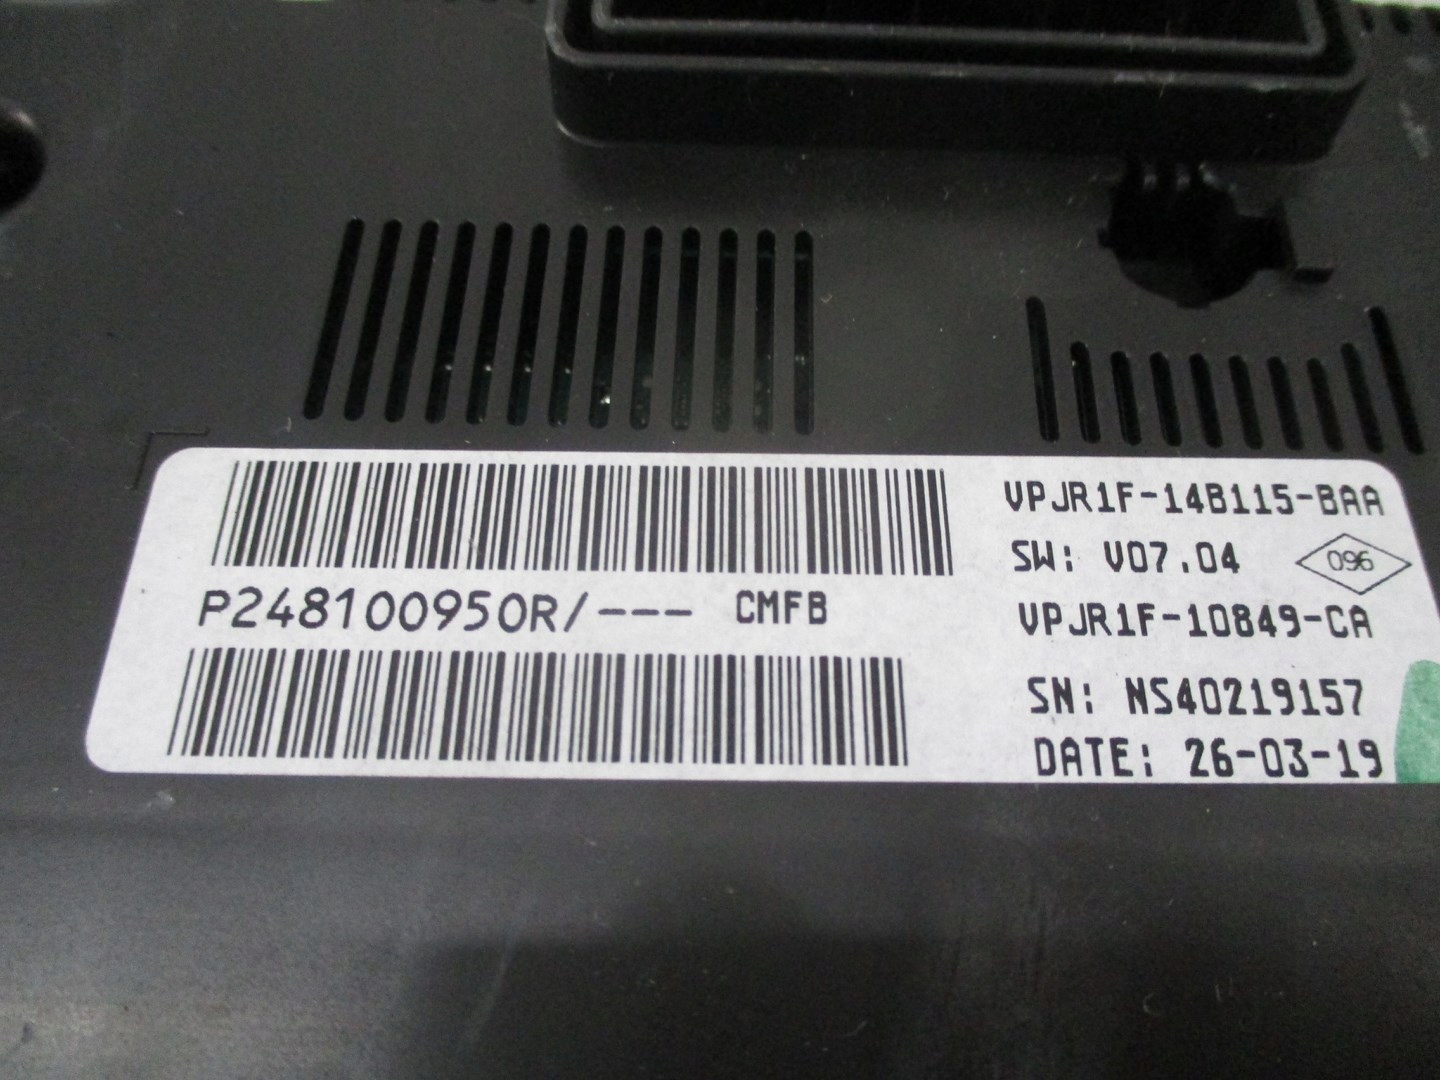 VPJR1F-14B115-BAA
SW: V07.04
096
P248100950R/--- CMFB
VPJR1F-10849-CA
SN: NS40219157
DATE: 26-03-19